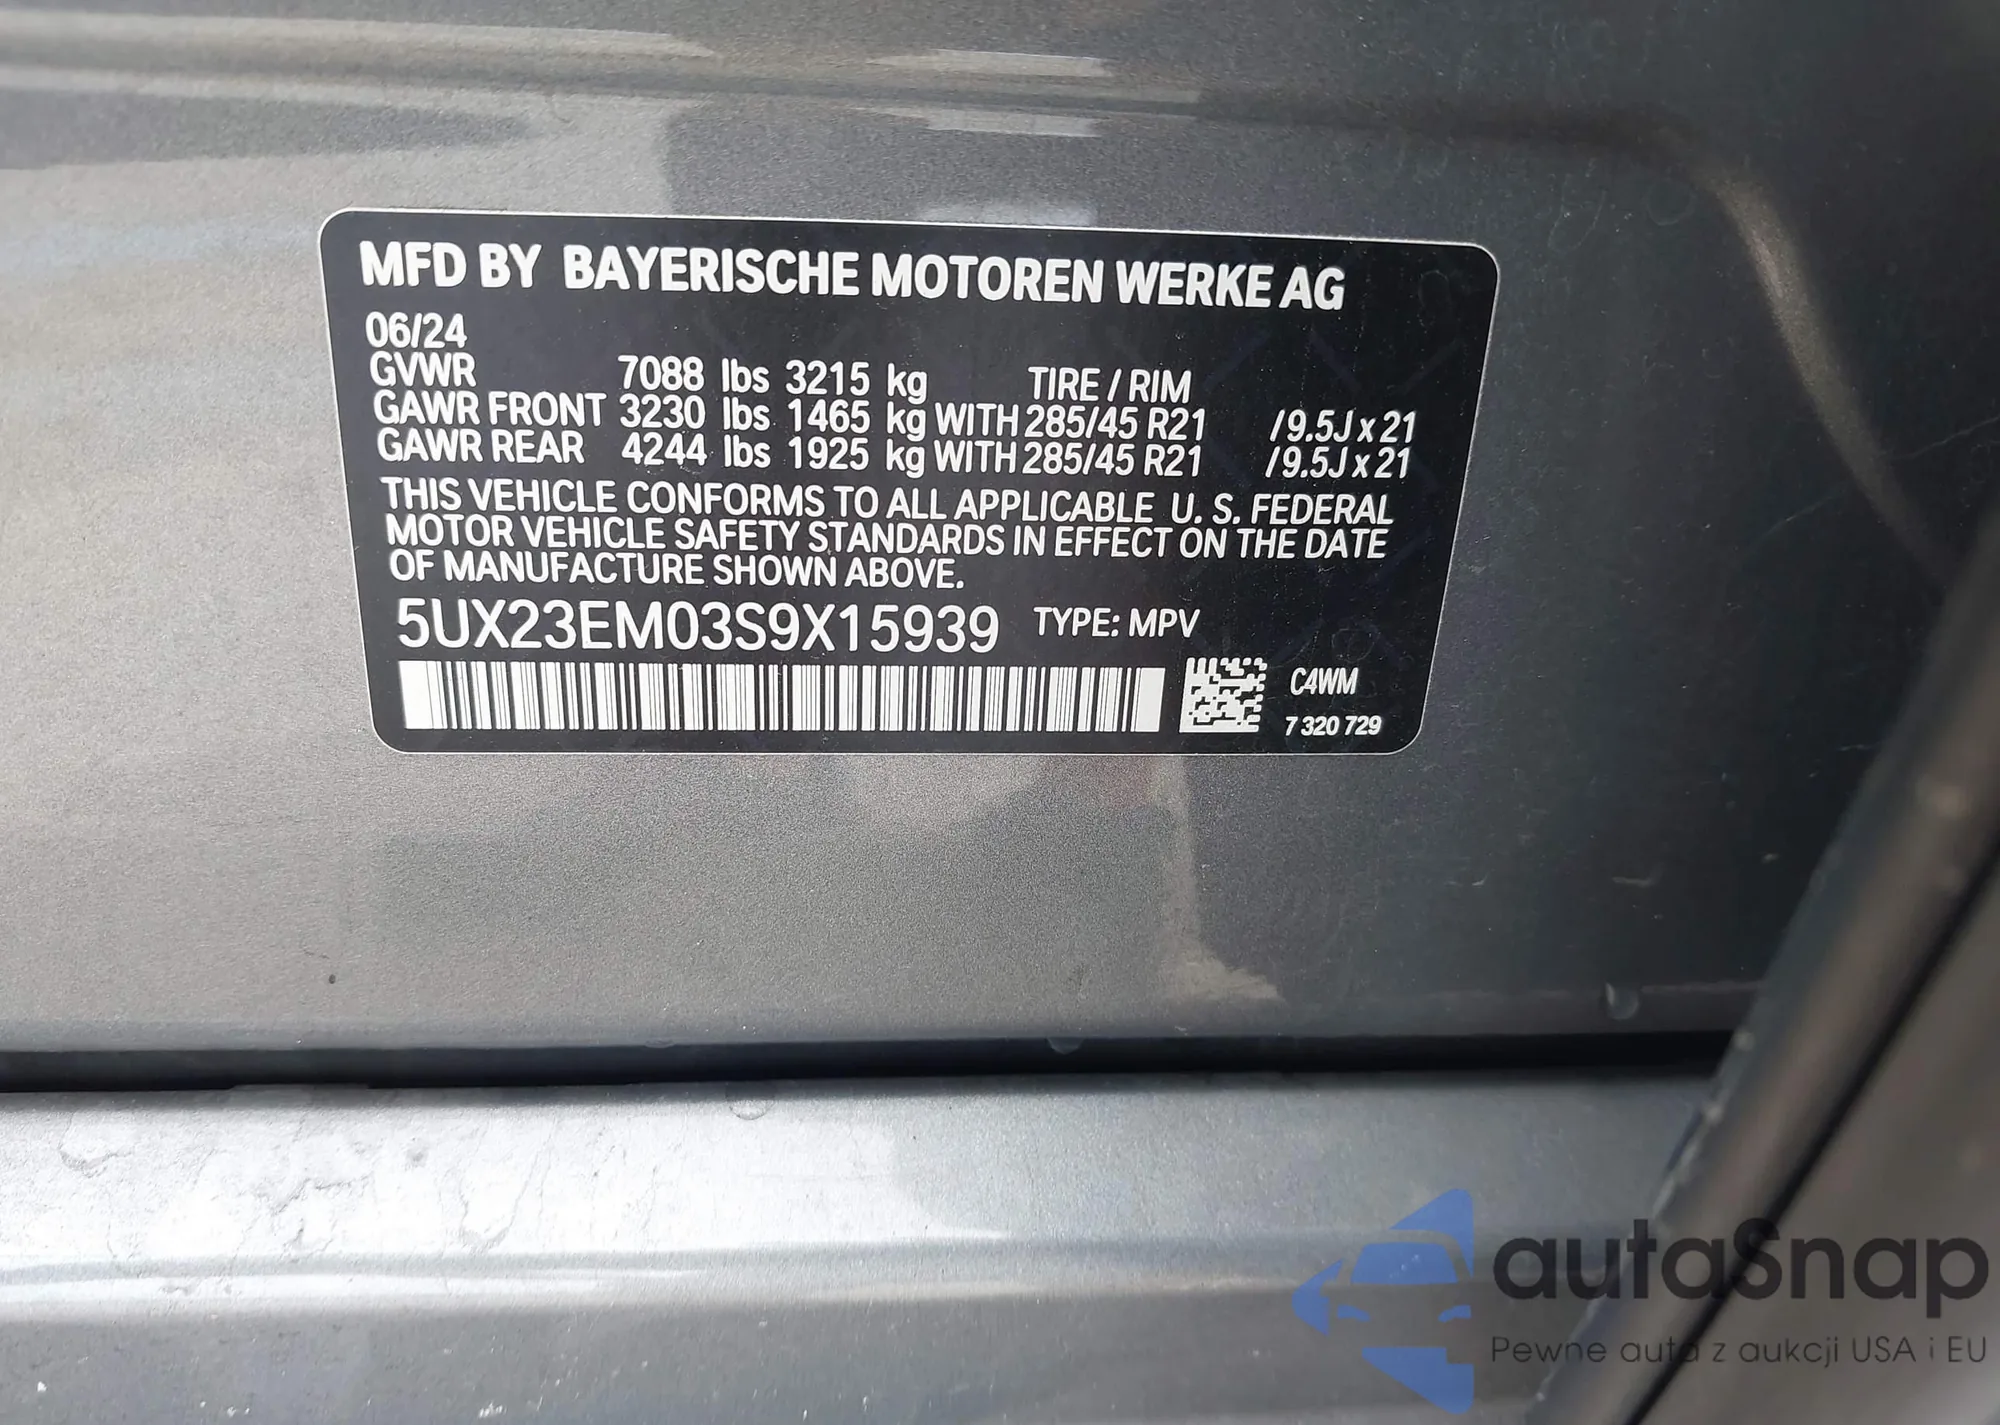 MFD BY BAYERISCHE MOTOREN WERKE AG
06/24
GVWR 7088 lbs 3215 kg TIRE / RIM
GAWR FRONT 3230 lbs 1465 kg WITH 285/45 R21 /9.5J x 21
GAWR REAR 4244 lbs 1925 kg WITH 285/45 R21 /9.5J x 21
THIS VEHICLE CONFORMS TO ALL APPLICABLE U. S. FEDERAL
MOTOR VEHICLE SAFETY STANDARDS IN EFFECT ON THE DATE
OF MANUFACTURE SHOWN ABOVE.
5UX23EM03S9X15939 TYPE: MPV
C4WM
7 320 729
autaSnap
Pewne auta z aukcji USA i EU